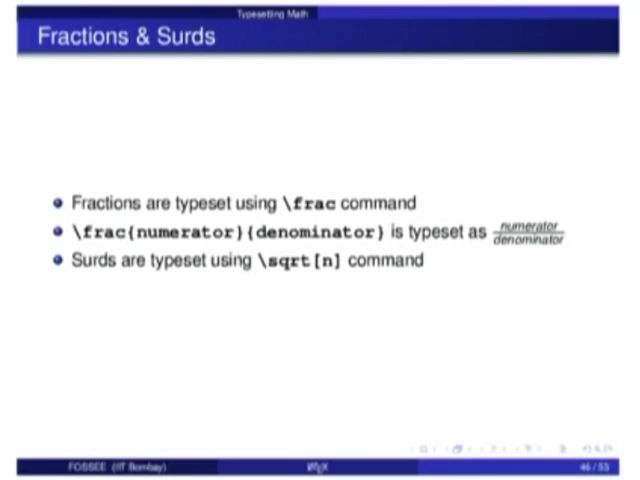 Typesetting Math
Fractions & Surds
Fractions are typeset using \frac command
\frac{numerator}{denominator} is typeset as numerator
denominator
Surds are typeset using \sqrt[n] command
FOSSEE (IIT Bombay)
LATEX
46 / 53